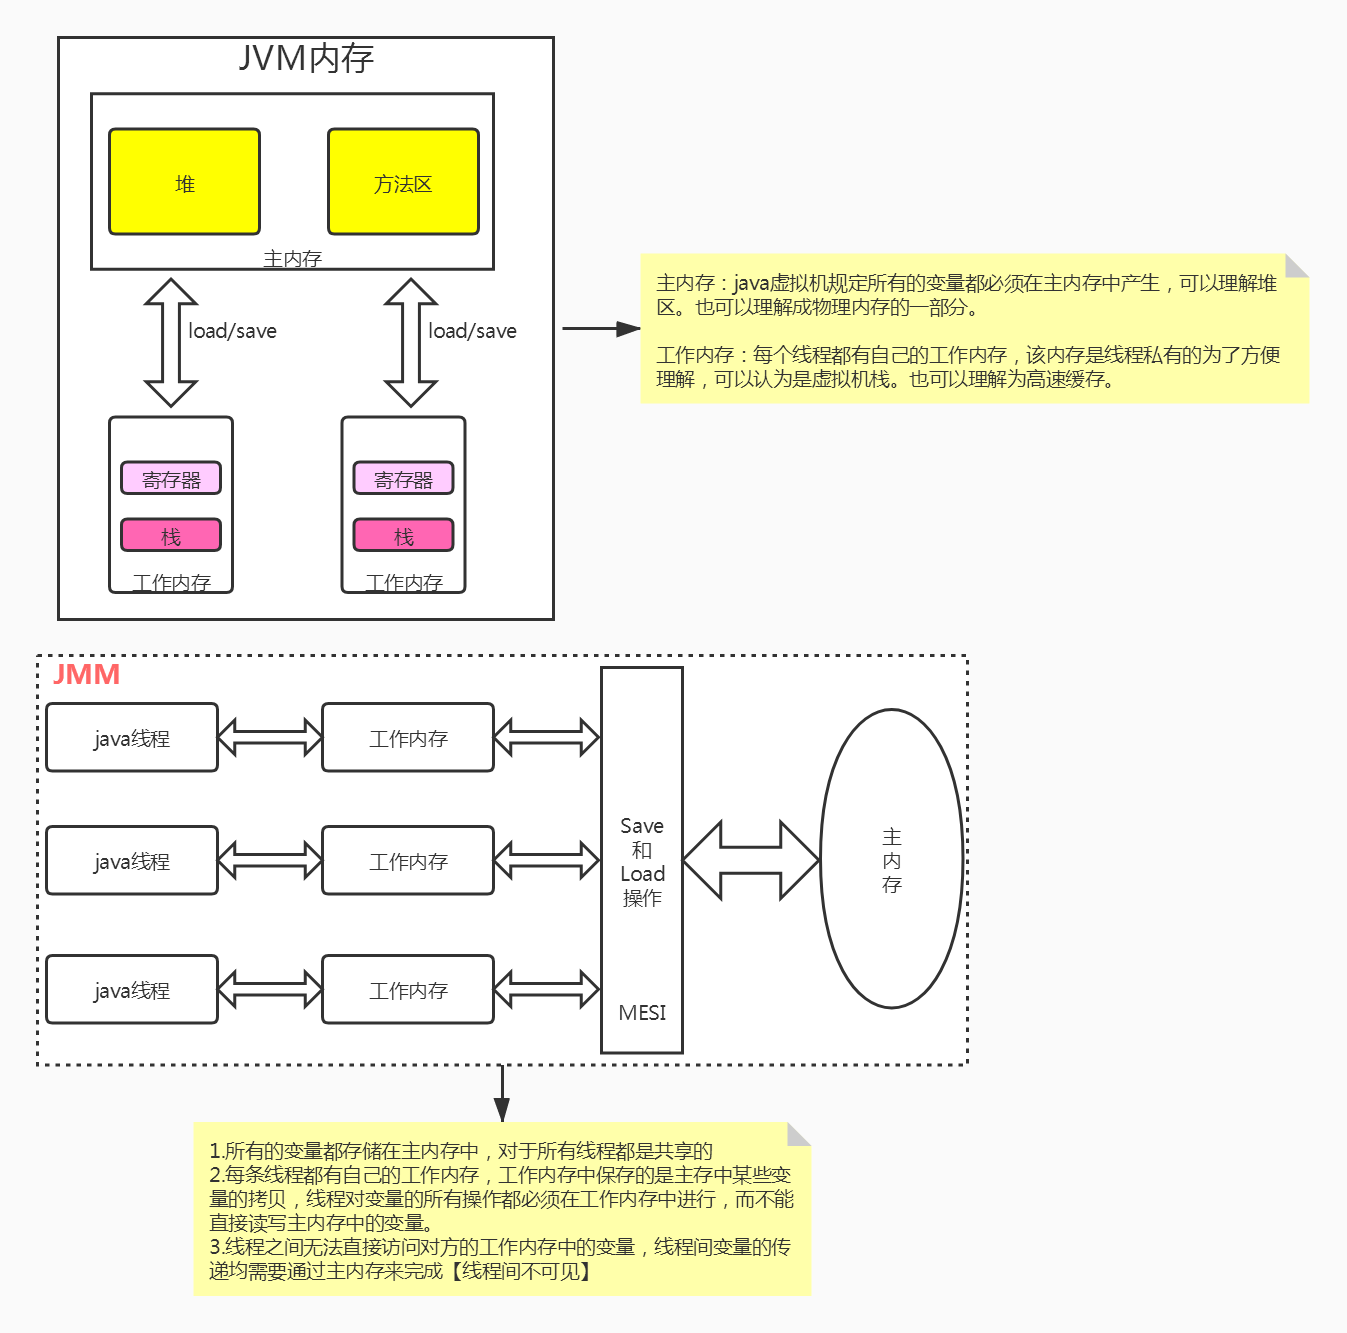 JVM内存
堆
方法区
主内存
load/save
load/save
寄存器
寄存器
栈
栈
工作内存
工作内存
主内存：java虚拟机规定所有的变量都必须在主内存中产生，可以理解堆
区。也可以理解成物理内存的一部分。
工作内存：每个线程都有自己的工作内存，该内存是线程私有的为了方便
理解，可以认为是虚拟机栈。也可以理解为高速缓存。
JMM
java线程
工作内存
java线程
工作内存
java线程
工作内存
Save
和
Load
操作
MESI
主
内
存
1.所有的变量都存储在主内存中，对于所有线程都是共享的
2.每条线程都有自己的工作内存，工作内存中保存的是主存中某些变
量的拷贝，线程对变量的所有操作都必须在工作内存中进行，而不能
直接读写主内存中的变量。
3.线程之间无法直接访问对方的工作内存中的变量，线程间变量的传
递均需要通过主内存来完成【线程间不可见】